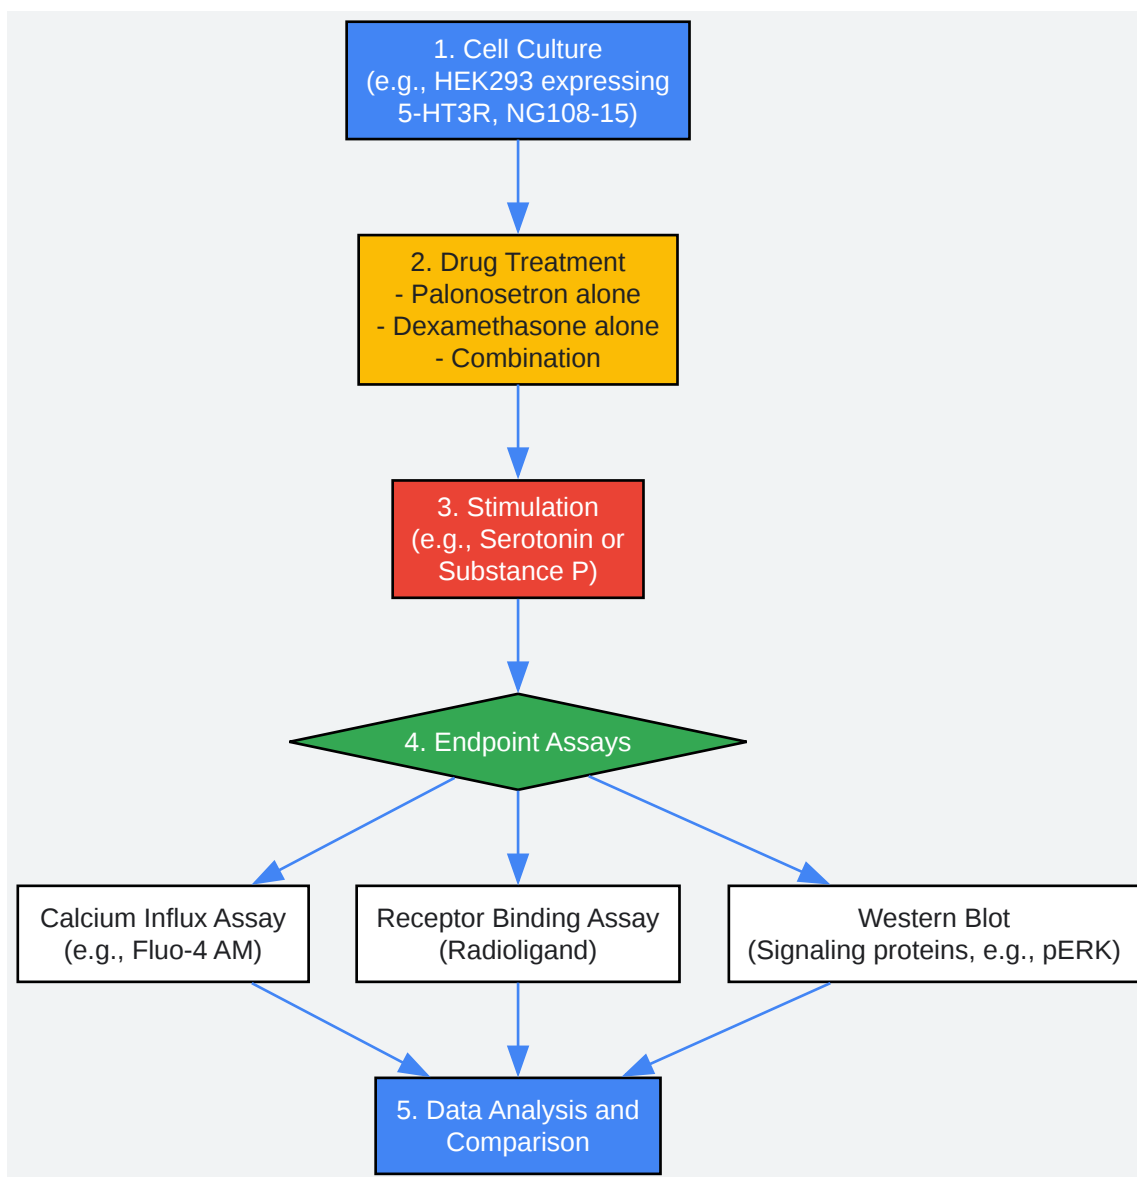 1. Cell Culture
(e.g., HEK293 expressing
5-HT3R, NG108-15)
2. Drug Treatment
- Palonosetron alone
- Dexamethasone alone
- Combination
3. Stimulation
(e.g., Serotonin or
Substance P)
4. Endpoint Assays
Calcium Influx Assay
(e.g., Fluo-4 AM)
Receptor Binding Assay
(Radioligand)
Western Blot
(Signaling proteins, e.g., pERK)
5. Data Analysis and
Comparison